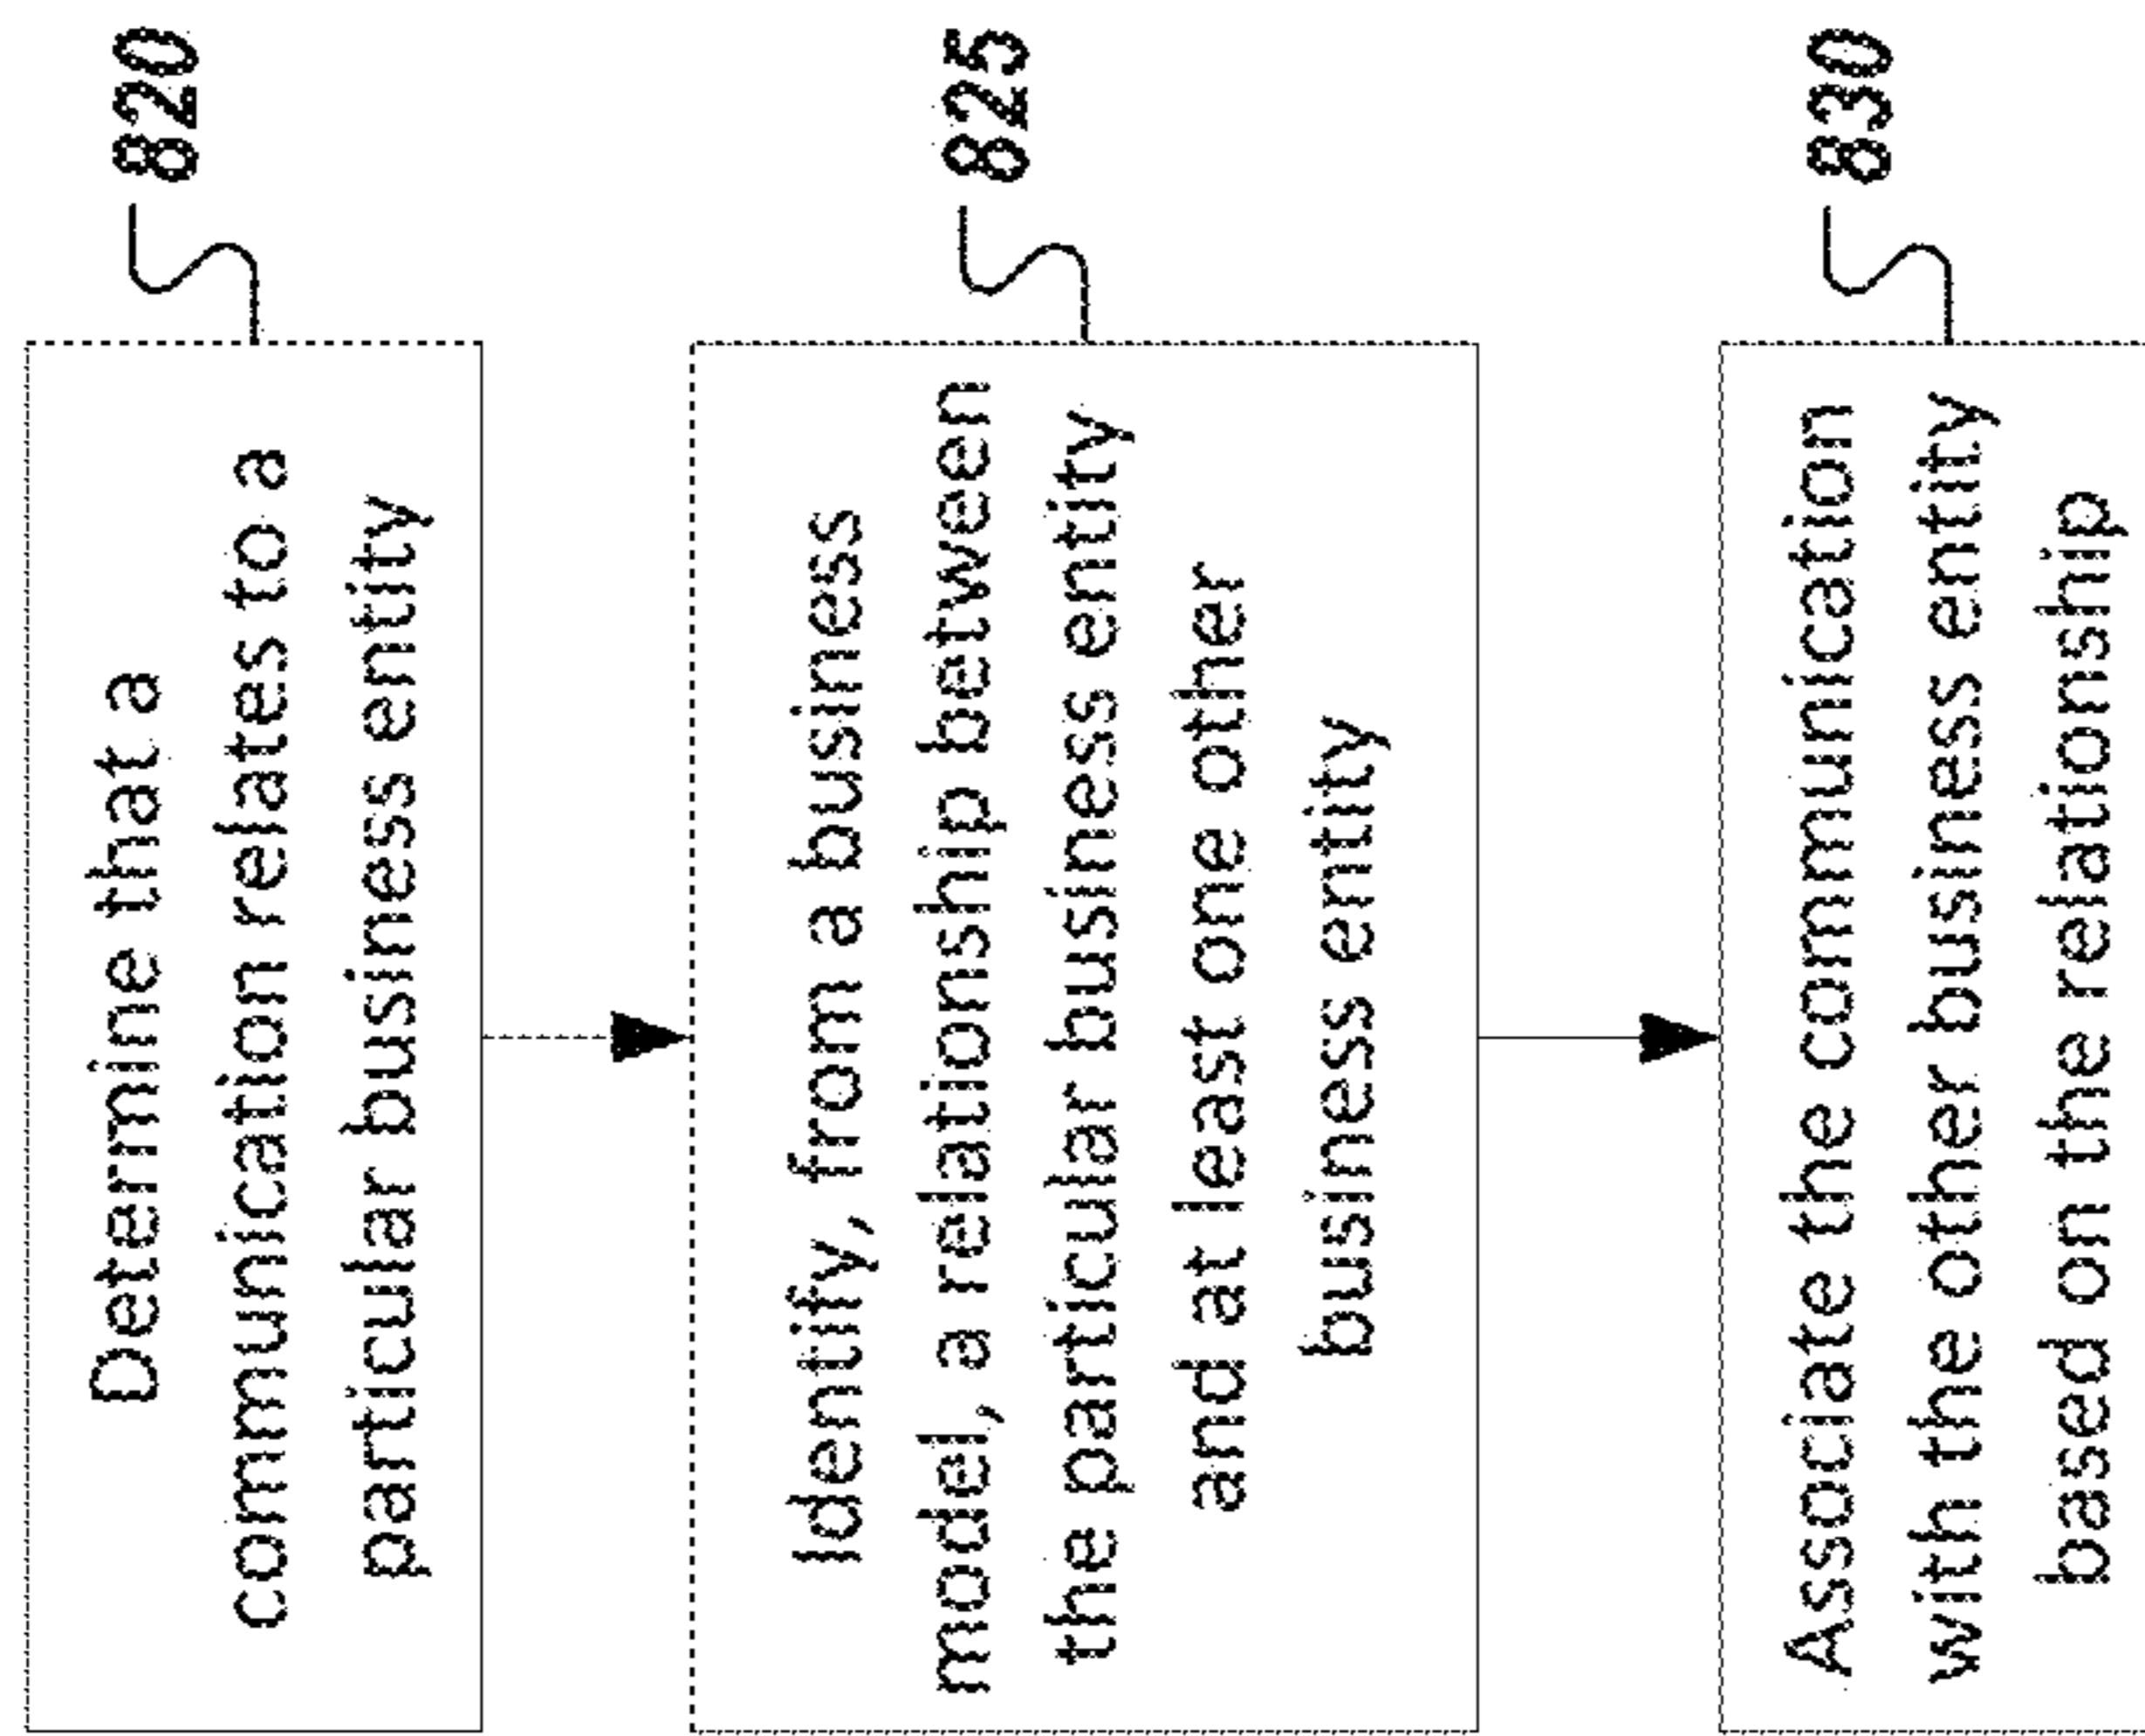 Determine that a
communication relates to a
particular business entity
820
Identify, from a business
model, a relationship between
the particular business entity
and at least one other
business entity
825
Associate the communication
with the other business entity
based on the relationship
830